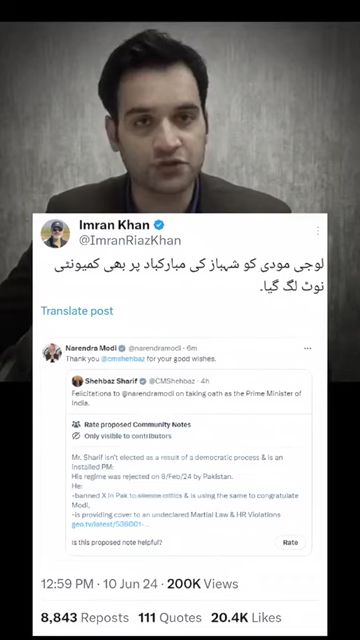 Imran Khan
@ImranRiazKhan
لوجی مودی کو شہباز کی مبارکباد پر بھی کمیونٹی
نوٹ لگ گیا۔
Translate post
Narendra Modi @narendramodi · 6m
Thank you @cmshehbaz for your good wishes.
Shehbaz Sharif @CMShehbaz · 4h
Felicitations to @narendramodi on taking oath as the Prime Minister of
India.
Rate proposed Community Notes
Only visible to contributors
Mr. Sharif isn't elected as a result of a democratic process & is an
installed PM:
His regime was rejected on 8/Feb/24 by Pakistan.
He:
-banned X in Pak to silence critics & is using the same to congratulate
Modi,
-is providing cover to an undeclared Martial Law & HR Violations
geo.tv/latest/536001-...
Is this proposed note helpful?
Rate
12:59 PM · 10 Jun 24 · 200K Views
8,843 Reposts 111 Quotes 20.4K Likes